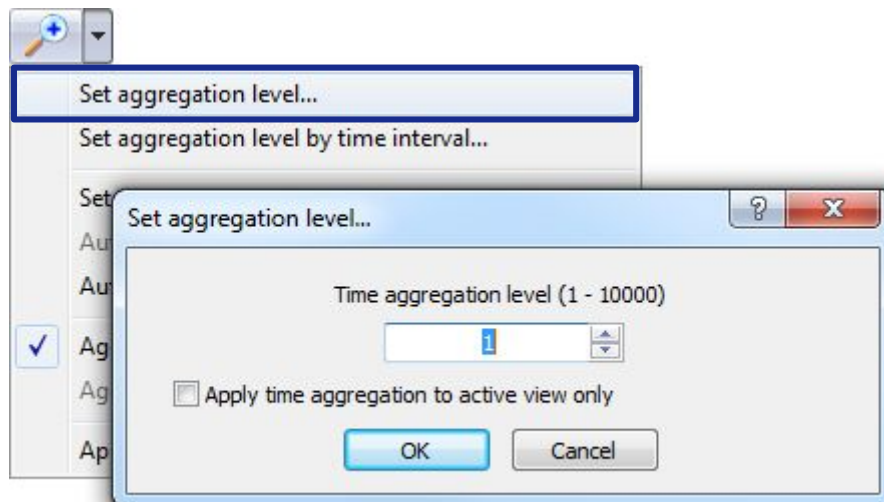 Set aggregation level...
Set aggregation level by time interval...
Set
Set aggregation level...
?
X
Au
Au
Time aggregation level (1 - 10000)
1
Ag
Ag
Apply time aggregation to active view only
Ap
OK
Cancel